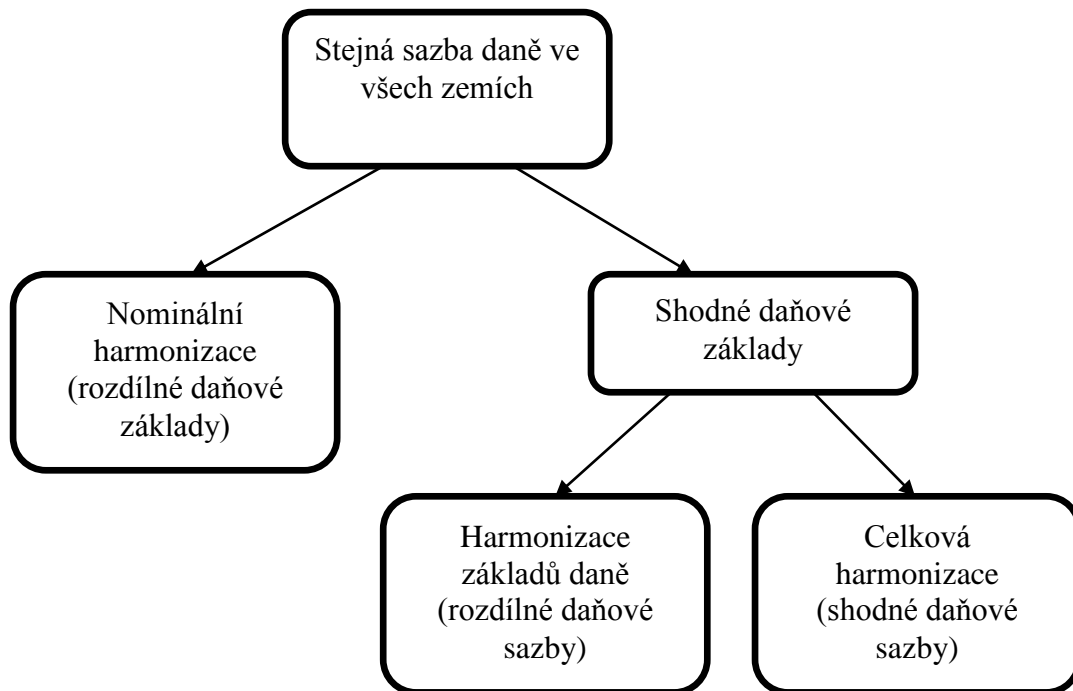 Stejná sazba daně ve
všech zemích
Nominální
harmonizace
(rozdílné daňové
základy)
Shodné daňové
základy
Harmonizace
základů daně
(rozdílné daňové
sazby)
Celková
harmonizace
(shodné daňové
sazby)